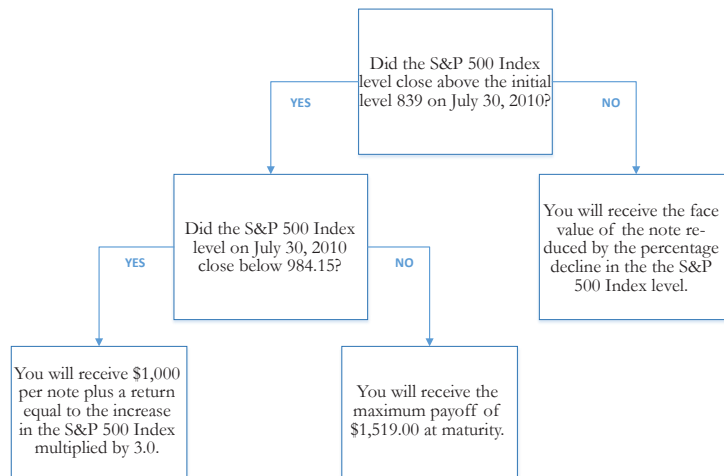 Did the S&P 500 Index
level close above the initial
level 839 on July 30, 2010?
YES
NO
Did the S&P 500 Index
level on July 30, 2010
close below 984.15?
You will receive the face
value of the note re-
duced by the percentage
decline in the the S&P
500 Index level.
YES
NO
You will receive $1,000
per note plus a return
equal to the increase
in the S&P 500 Index
multiplied by 3.0.
You will receive the
maximum payoff of
$1,519.00 at maturity.